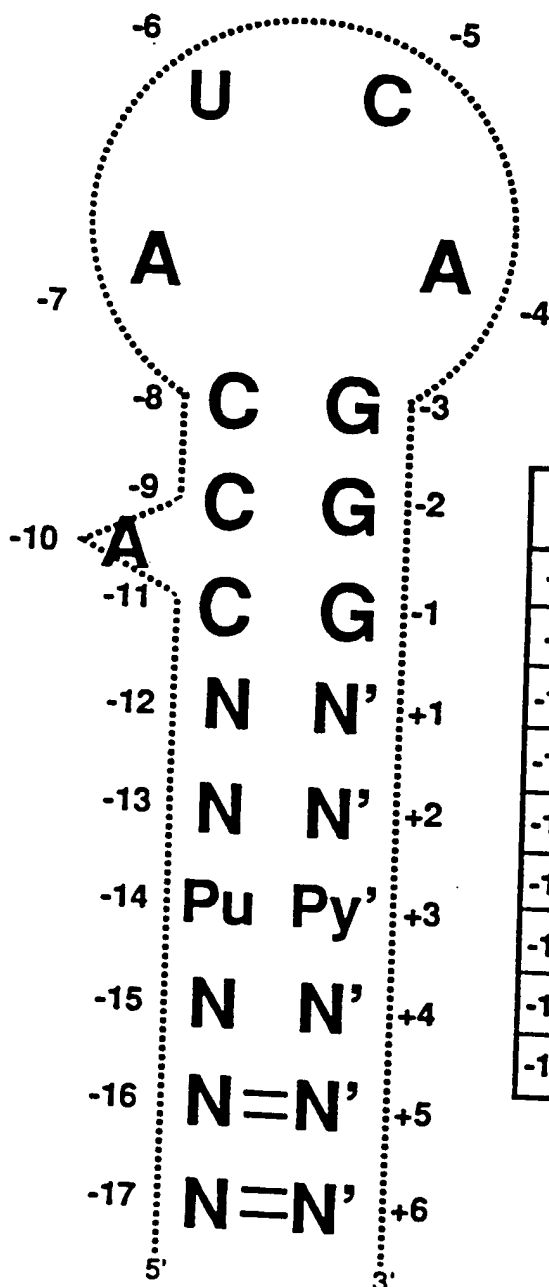 -6 -5
U C
A A
-7 -4
-8 C G -3
-9 C G -2
-10 A
-11 C G -1
-12 N N' +1
-13 N N' +2
-14 Pu Py' +3
-15 N N' +4
-16 N=N' +5
-17 N=N' +6
5' 3'